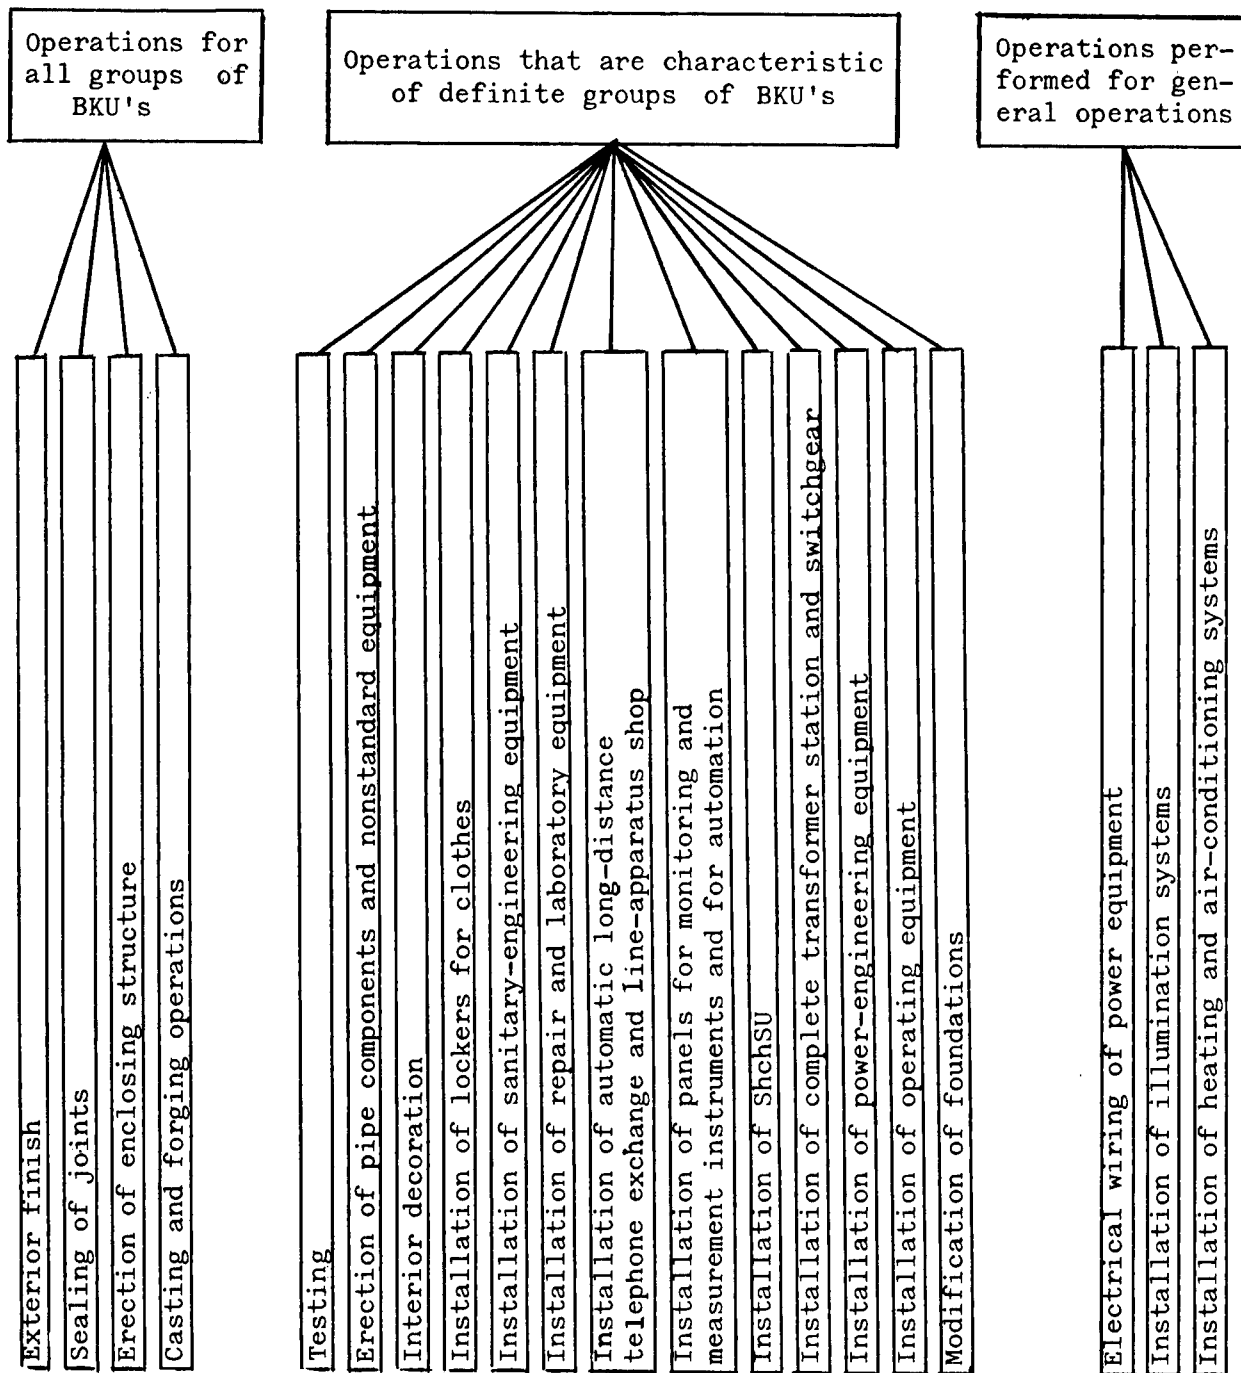 Operations for
all groups of
BKU's
Operations that are characteristic
of definite groups of BKU's
Operations per-
formed for gen-
eral operations
Exterior finish
Sealing of joints
Erection of enclosing structure
Casting and forging operations
Testing
Erection of pipe components and nonstandard equipment
Interior decoration
Installation of lockers for clothes
Installation of sanitary-engineering equipment
Installation of repair and laboratory equipment
Installation of automatic long-distance
telephone exchange and line-apparatus shop
Installation of panels for monitoring and
measurement instruments and for automation
Installation of ShchSU
Installation of complete transformer station and switchgear
Installation of power-engineering equipment
Installation of operating equipment
Modification of foundations
Electrical wiring of power equipment
Installation of illumination systems
Installation of heating and air-conditioning systems